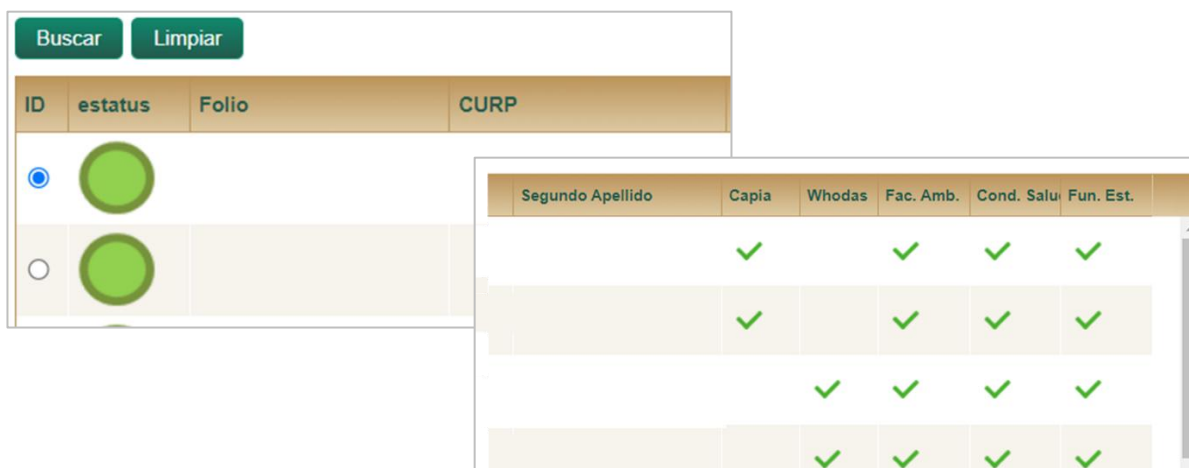 Buscar Limpiar
ID estatus Folio CURP
Segundo Apellido Capia Whodas Fac. Amb. Cond. Salu Fun. Est.